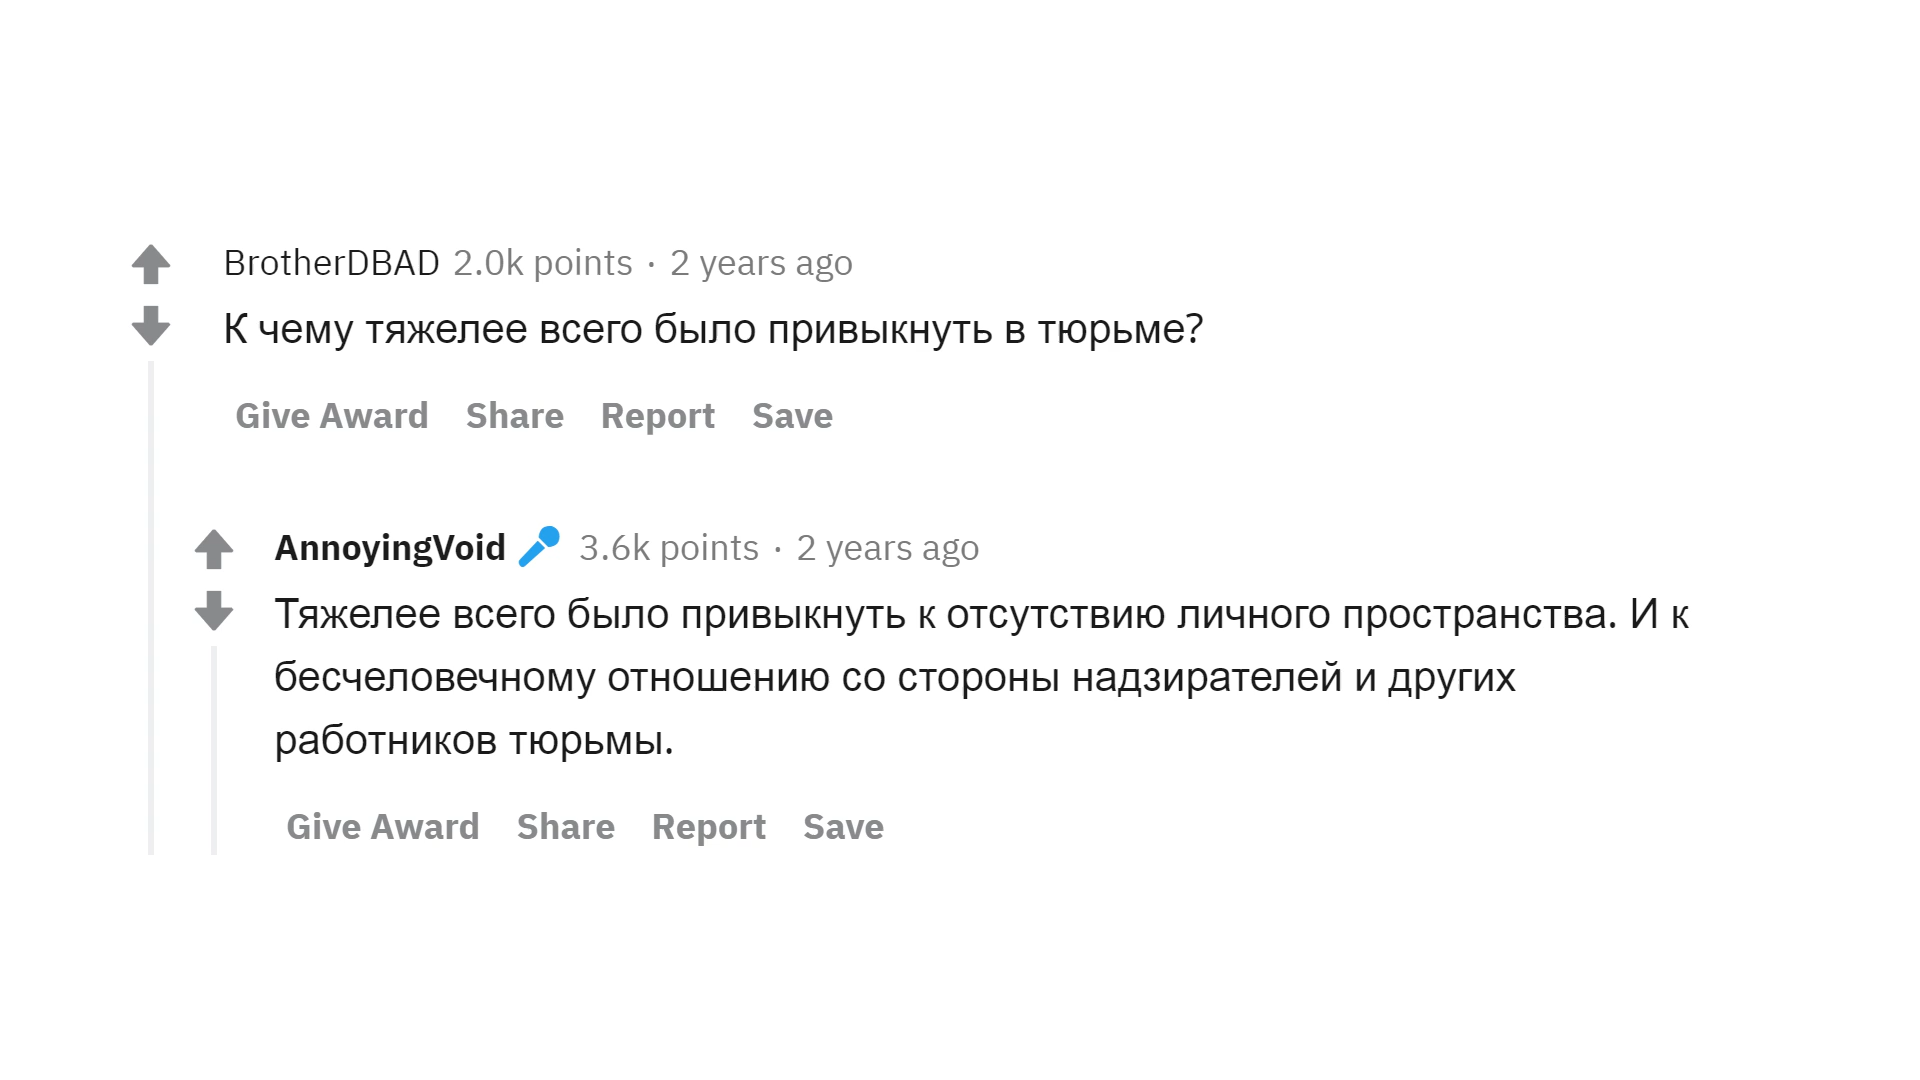 BrotherDBAD 2.0k points · 2 years ago
К чему тяжелее всего было привыкнуть в тюрьме?
Give Award Share Report Save
AnnoyingVoid 3.6k points · 2 years ago
Тяжелее всего было привыкнуть к отсутствию личного пространства. И к
бесчеловечному отношению со стороны надзирателей и других
работников тюрьмы.
Give Award Share Report Save